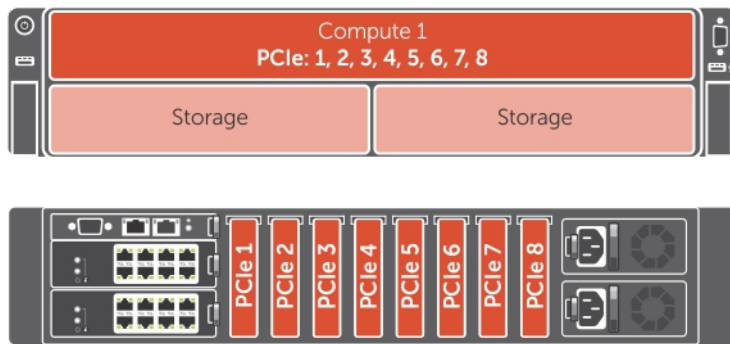 Compute 1
PCIe: 1, 2, 3, 4, 5, 6, 7, 8
Storage
Storage
PCIe 1
PCIe 2
PCIe 3
PCIe 4
PCIe 5
PCIe 6
PCIe 7
PCIe 8